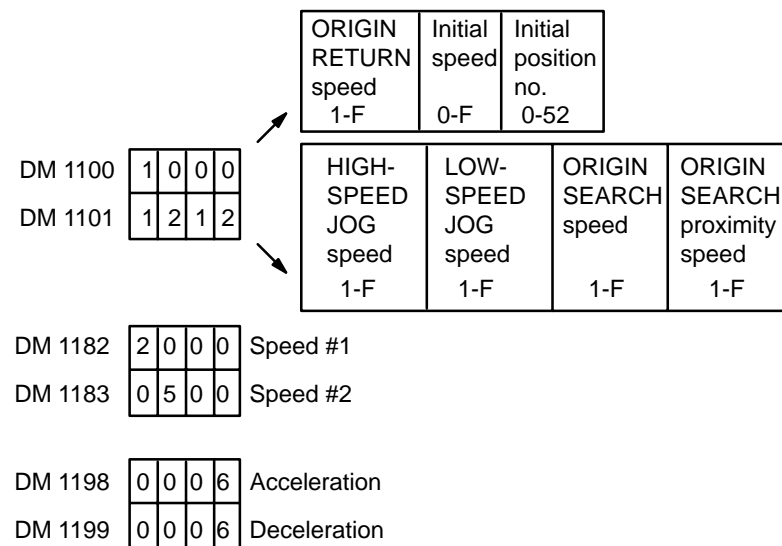 ORIGIN RETURN speed 1-F
Initial speed 0-F
Initial position no. 0-52
DM 1100 1 0 0 0
DM 1101 1 2 1 2
HIGH-SPEED JOG speed 1-F
LOW-SPEED JOG speed 1-F
ORIGIN SEARCH speed 1-F
ORIGIN SEARCH proximity speed 1-F
DM 1182 2 0 0 0 Speed #1
DM 1183 0 5 0 0 Speed #2
DM 1198 0 0 0 6 Acceleration
DM 1199 0 0 0 6 Deceleration